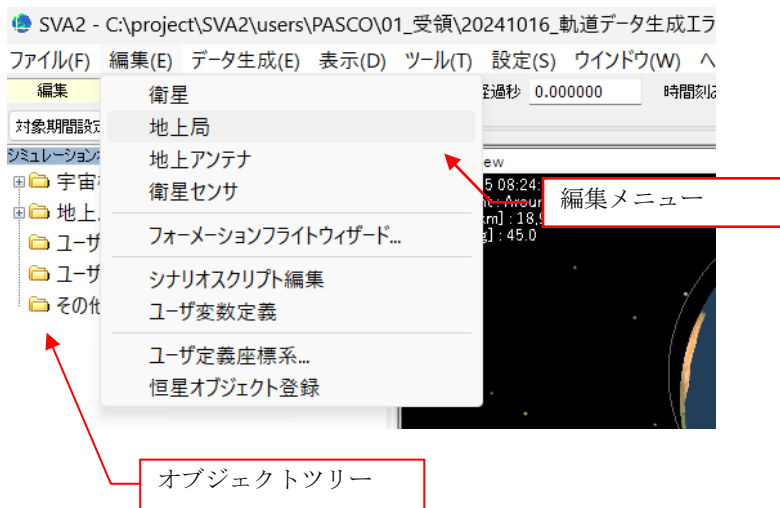 SVA2 - C:\project\SVA2\users\PASCO\01_受領\20241016_軌道データ生成エラ
ファイル(F) 編集(E) データ生成(E) 表示(D) ツール(T) 設定(S) ウインドウ(W)
編集 経過秒 0.000000
対象期間設定
シミュレーション
衛星
地上局
地上アンテナ
衛星センサ
フォーメーションフライトウィザード...
シナリオスクリプト編集
ユーザ変数定義
ユーザ定義座標系...
恒星オブジェクト登録
宇宙
地上
ユーザ
ユーザ
その他
ew
5 08:24:
km] : 18,9
] : 45.0
編集メニュー
オブジェクトツリー